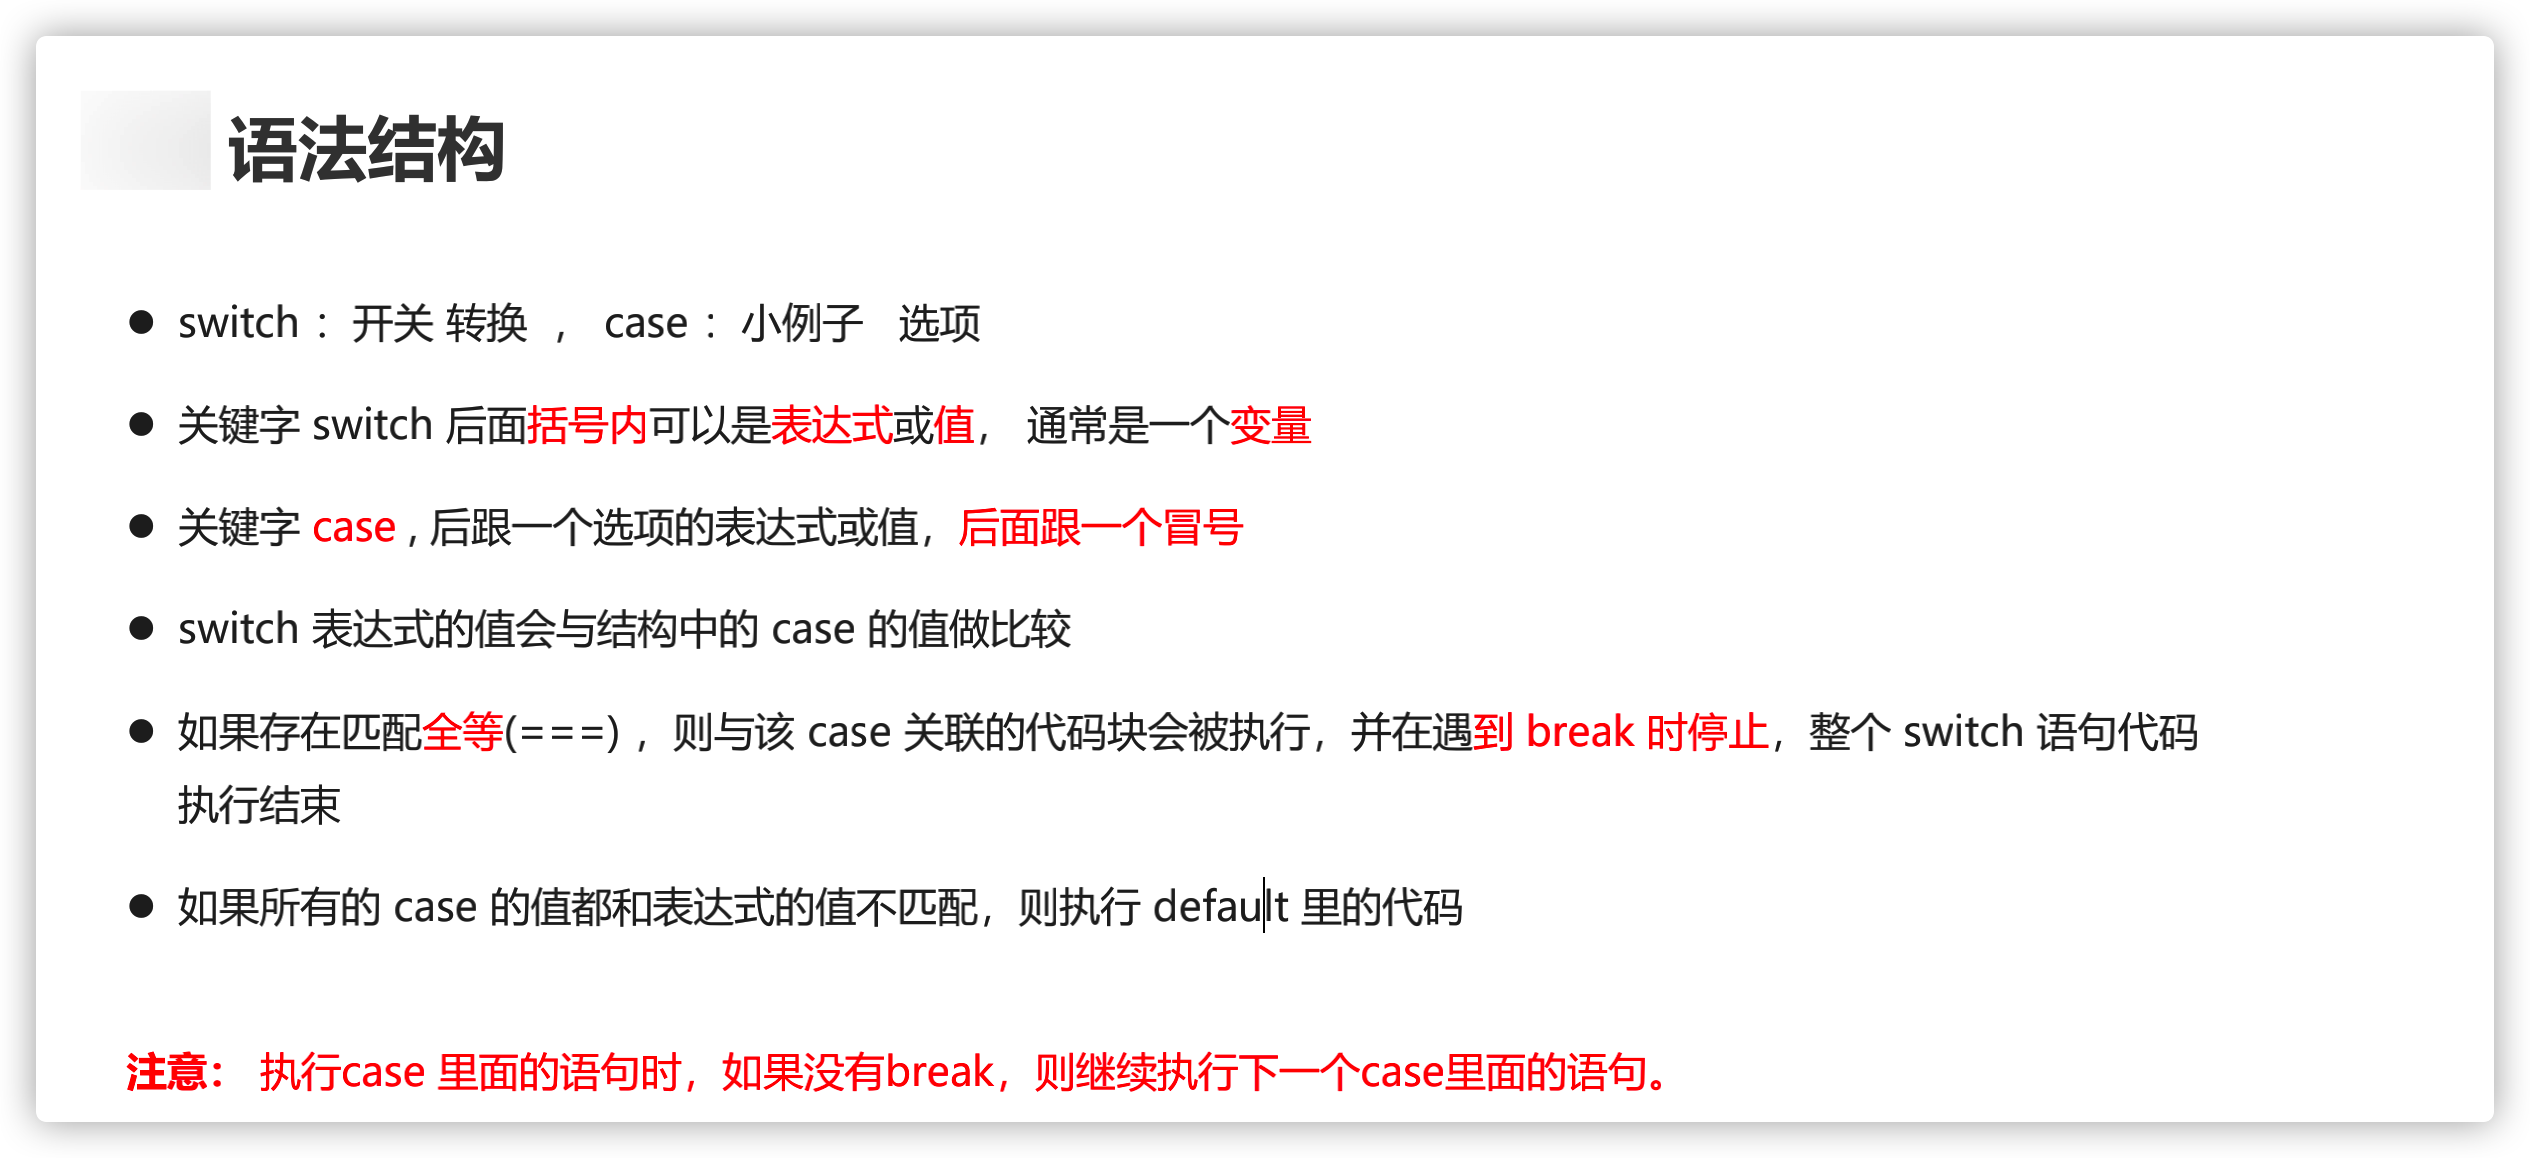 语法结构
switch ：开关 转换 ， case ：小例子 选项
关键字 switch 后面括号内可以是表达式或值， 通常是一个变量
关键字 case , 后跟一个选项的表达式或值，后面跟一个冒号
switch 表达式的值会与结构中的 case 的值做比较
如果存在匹配全等(===) ，则与该 case 关联的代码块会被执行，并在遇到 break 时停止，整个 switch 语句代码
执行结束
如果所有的 case 的值都和表达式的值不匹配，则执行 default 里的代码
注意： 执行case 里面的语句时，如果没有break，则继续执行下一个case里面的语句。